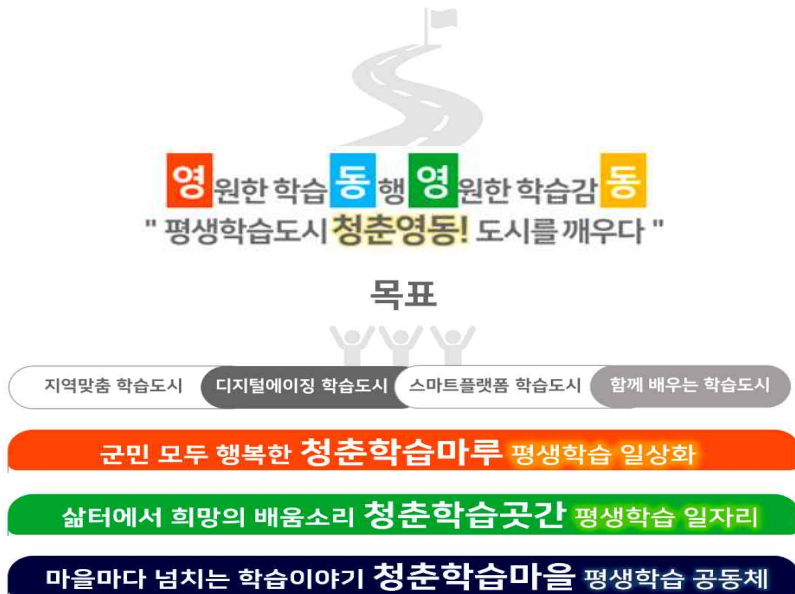 영원한 학습 동행 영원한 학습감동
" 평생학습도시 청춘영동! 도시를 깨우다 "
목표
지역맞춤 학습도시 디지털에이징 학습도시 스마트플랫폼 학습도시 함께 배우는 학습도시
군민 모두 행복한 청춘학습마루 평생학습 일상화
삶터에서 희망의 배움소리 청춘학습곳간 평생학습 일자리
마을마다 넘치는 학습이야기 청춘학습마을 평생학습 공동체